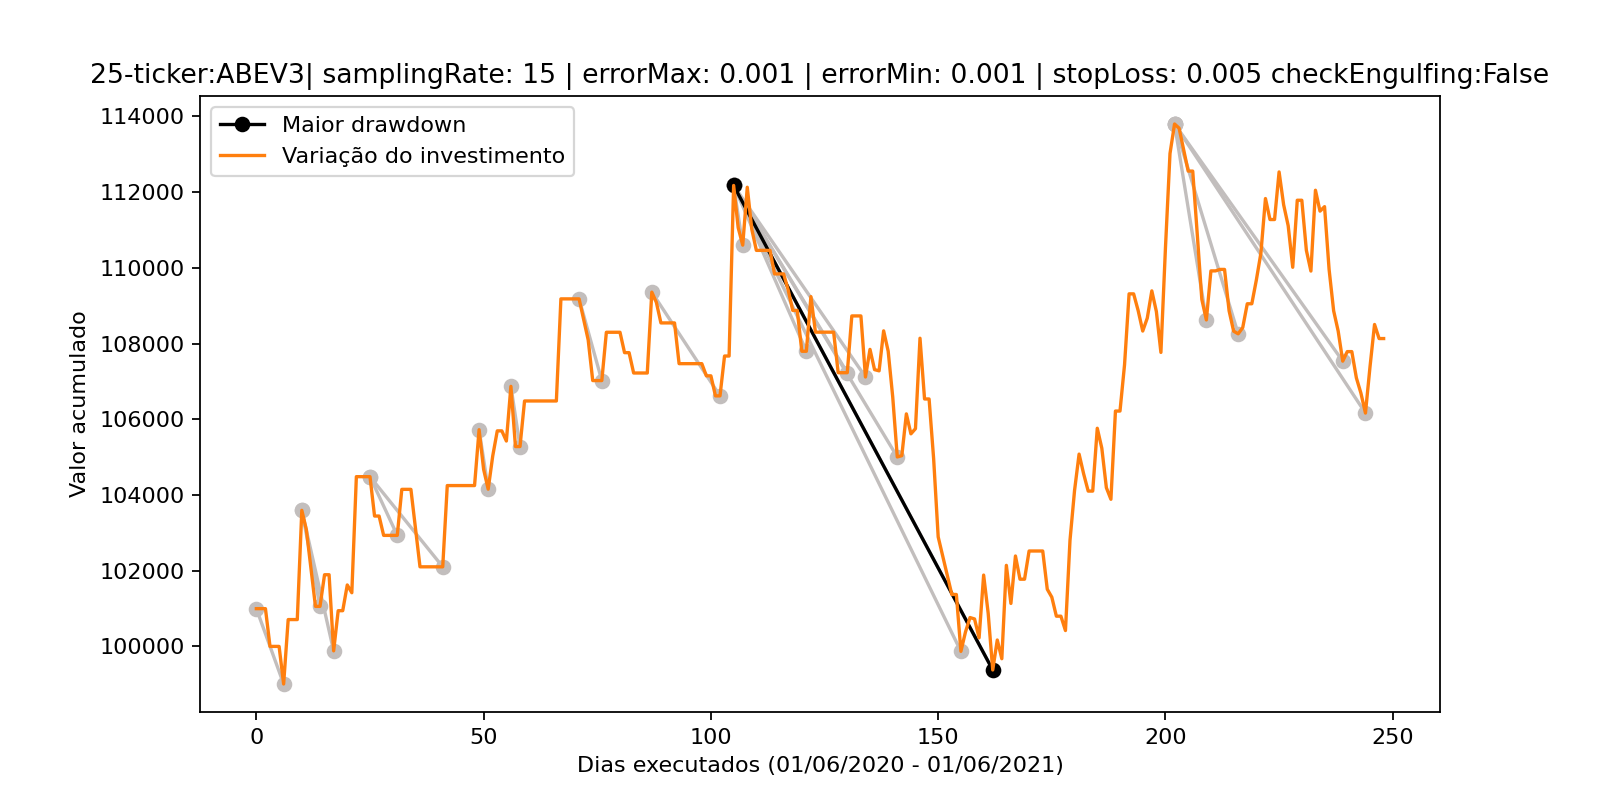 25-ticker:ABEV3| samplingRate: 15 | errorMax: 0.001 | errorMin: 0.001 | stopLoss: 0.005 checkEngulfing:False
Maior drawdown
Variação do investimento
Valor acumulado
114000
112000
110000
108000
106000
104000
102000
100000
0 50 100 150 200 250
Dias executados (01/06/2020 - 01/06/2021)